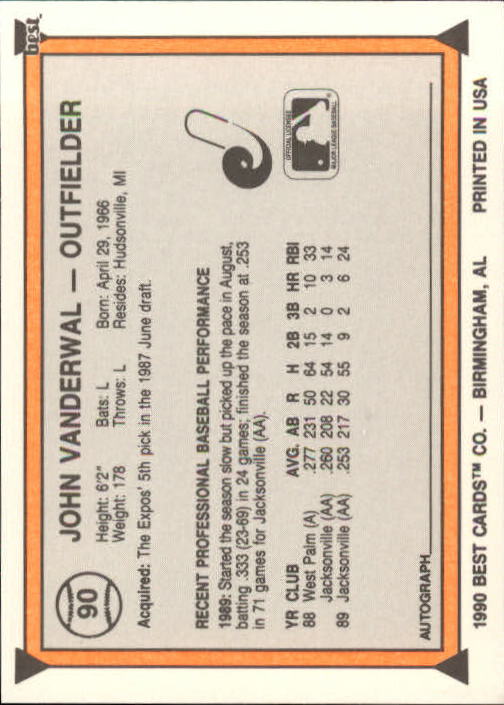 best
90
JOHN VANDERWAL — OUTFIELDER
Height: 6'2" Bats: L Born: April 29, 1966
Weight: 178 Throws: L Resides: Hudsonville, MI
Acquired: The Expos' 5th pick in the 1987 June draft.
RECENT PROFESSIONAL BASEBALL PERFORMANCE
1989: Started the season slow but picked up the pace in August,
batting .333 (23-69) in 24 games; finished the season at .253
in 71 games for Jacksonville (AA).
YR CLUB AVG. AB R H 2B 3B HR RBI
88 West Palm (A) .277 231 50 64 15 2 10 33
Jacksonville (AA) .260 208 22 54 14 0 3 14
89 Jacksonville (AA) .253 217 30 55 9 2 6 24
OFFICIAL LICENSEE
MAJOR LEAGUE BASEBALL
AUTOGRAPH
1990 BEST CARDS™ CO. — BIRMINGHAM, AL PRINTED IN USA